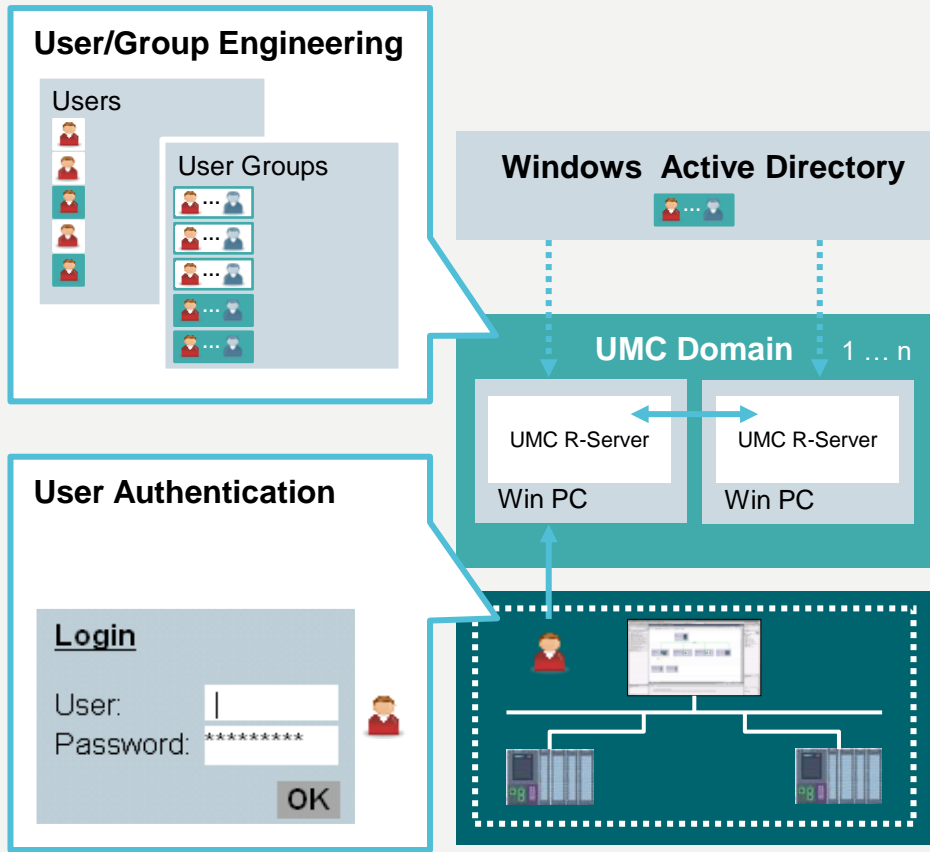 User/Group Engineering
Users
User Groups
...
...
...
...
...
Windows Active Directory
...
UMC Domain 1 … n
UMC R-Server
UMC R-Server
Win PC
Win PC
User Authentication
Login
User:
Password: *********
OK